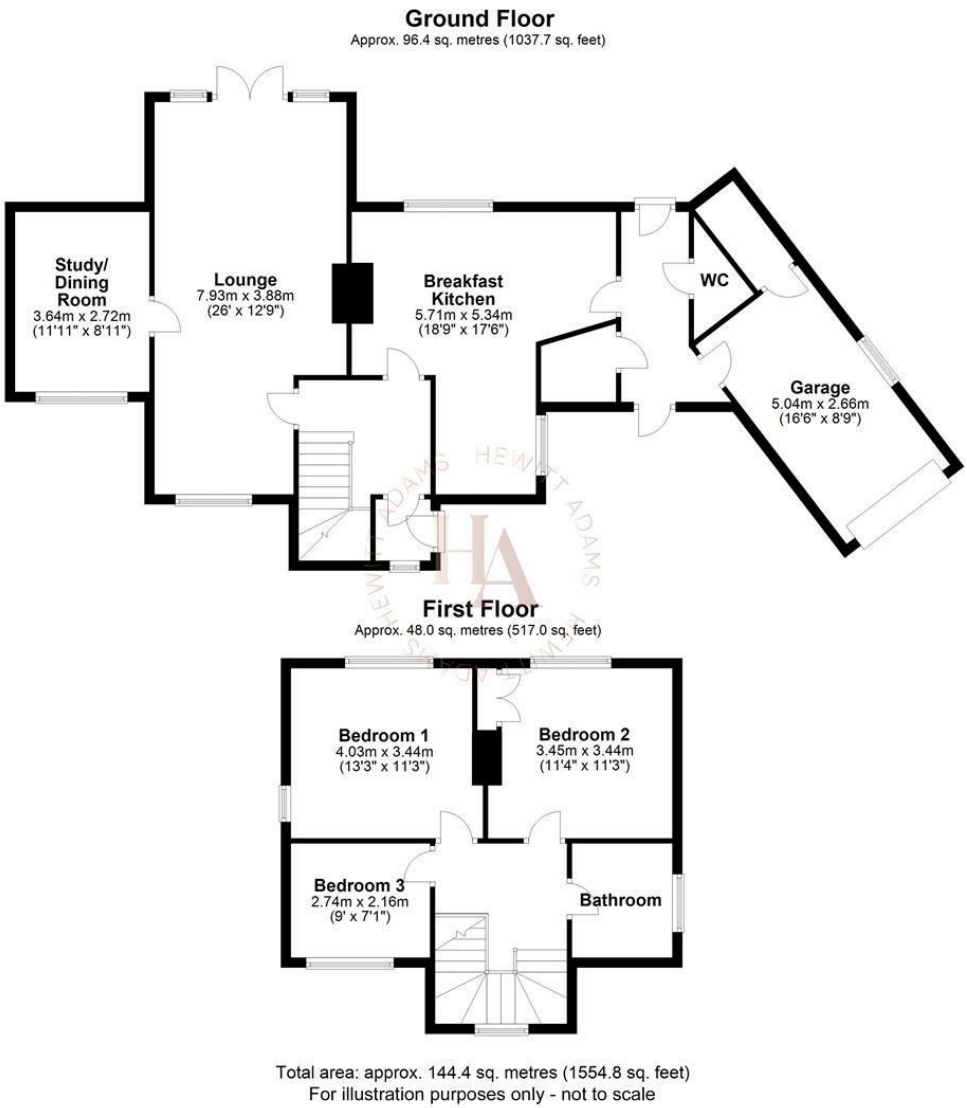 Ground Floor
Approx. 96.4 sq. metres (1037.7 sq. feet)
Study/
Dining
Room
3.64m x 2.72m
(11'11" x 8'11")
Lounge
7.93m x 3.88m
(26' x 12'9")
Breakfast
Kitchen
5.71m x 5.34m
(18'9" x 17'6")
WC
Garage
5.04m x 2.66m
(16'6" x 8'9")
HEWITT ADAMS HEWITT ADAMS HEWITT ADAMS
HA
First Floor
Approx. 48.0 sq. metres (517.0 sq. feet)
Bedroom 1
4.03m x 3.44m
(13'3" x 11'3")
Bedroom 2
3.45m x 3.44m
(11'4" x 11'3")
Bedroom 3
2.74m x 2.16m
(9' x 7'1")
Bathroom
Total area: approx. 144.4 sq. metres (1554.8 sq. feet)
For illustration purposes only - not to scale